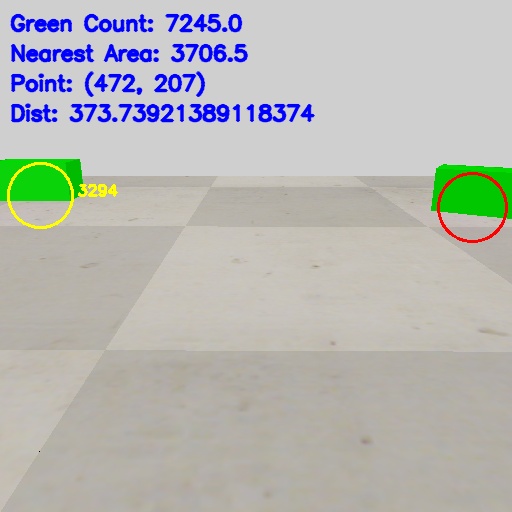 Green Count: 7245.0
Nearest Area: 3706.5
Point: (472, 207)
Dist: 373.73921389118374
3294